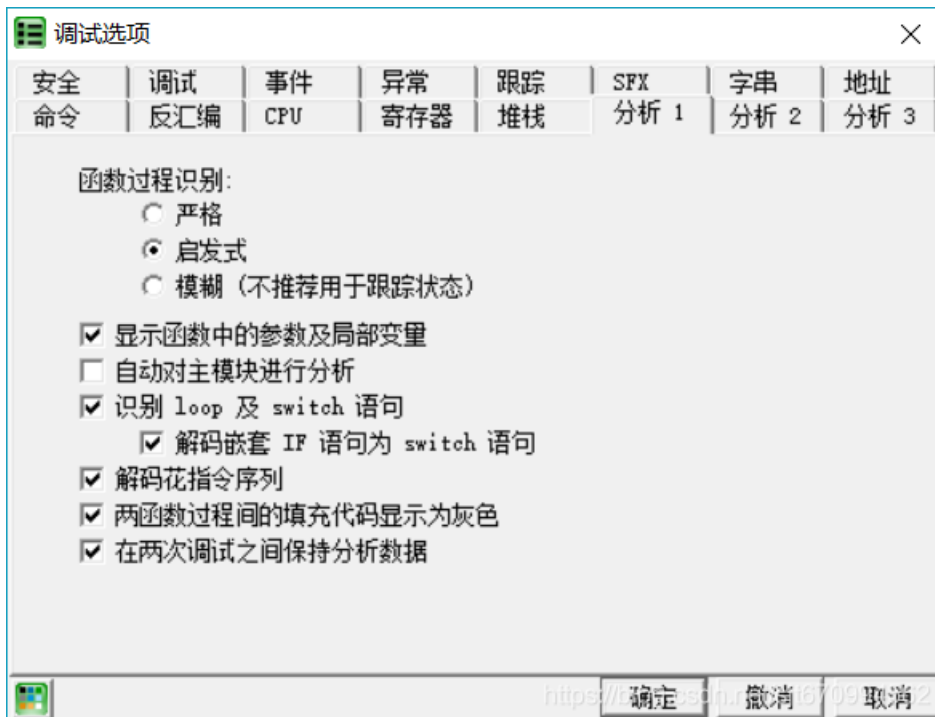 调试选项
安全 调试 事件 异常 跟踪 SFX 字串 地址
命令 反汇编 CPU 寄存器 堆栈 分析 1 分析 2 分析 3
函数过程识别:
严格
启发式
模糊 (不推荐用于跟踪状态)
显示函数中的参数及局部变量
自动对主模块进行分析
识别 loop 及 switch 语句
解码嵌套 IF 语句为 switch 语句
解码花指令序列
两函数过程间的填充代码显示为灰色
在两次调试之间保持分析数据
确定 撤消 取消